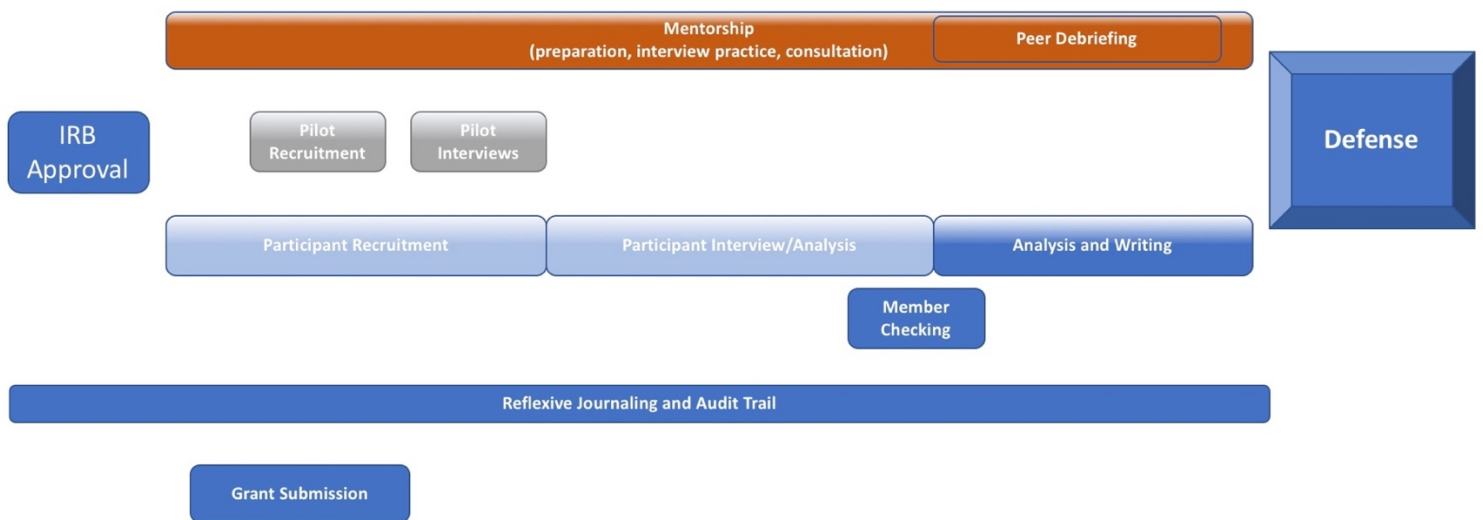 Mentorship
(preparation, interview practice, consultation)
Peer Debriefing
IRB
Approval
Pilot
Recruitment
Pilot
Interviews
Defense
Participant Recruitment
Participant Interview/Analysis
Analysis and Writing
Member
Checking
Reflexive Journaling and Audit Trail
Grant Submission